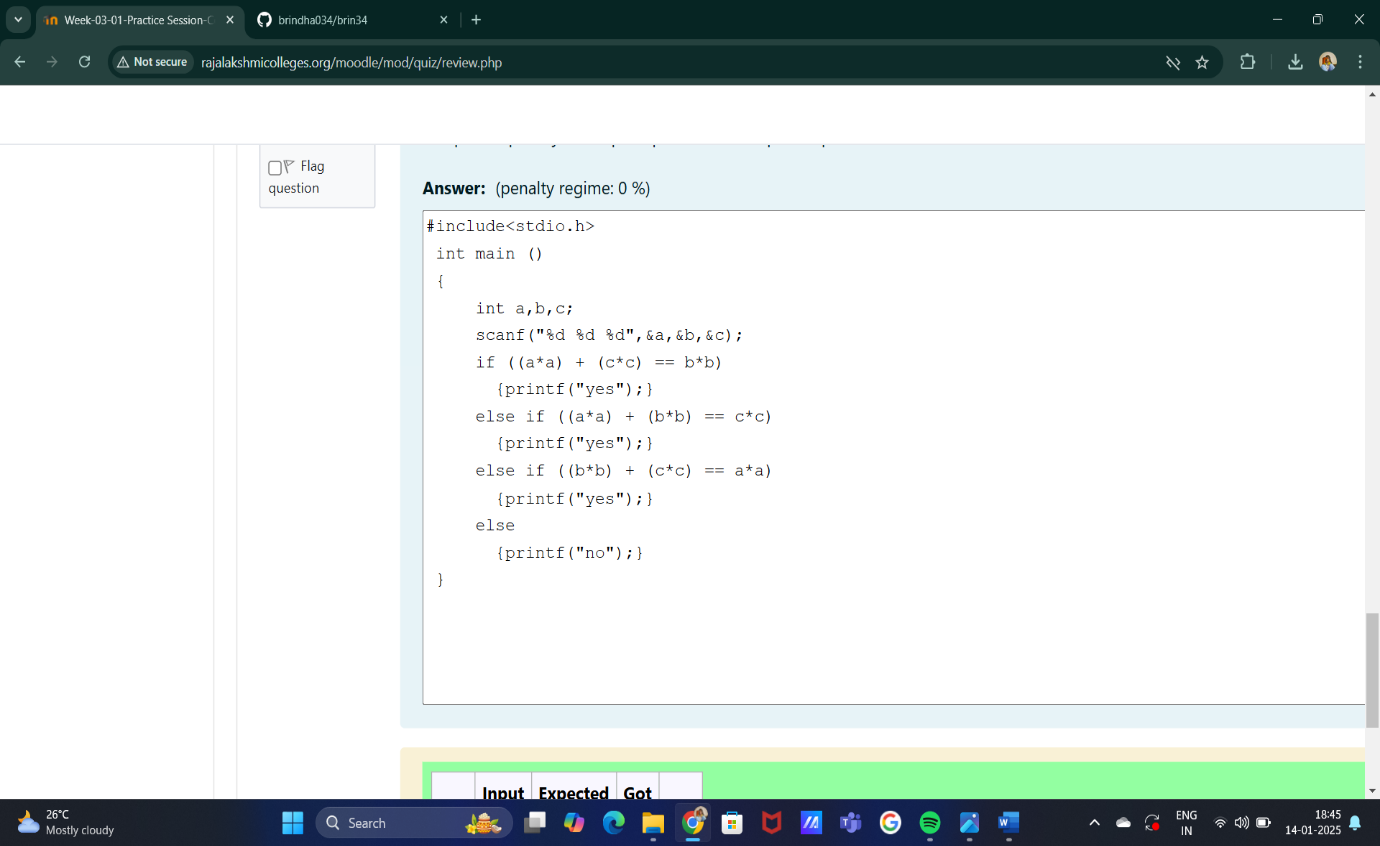 Week-03-01-Practice Session-C
brindha034/brin34
Not secure
rajalakshmicolleges.org/moodle/mod/quiz/review.php
Flag
question
Answer: (penalty regime: 0 %)
#include<stdio.h>
int main ()
{
int a,b,c;
scanf("%d %d %d",&a,&b,&c);
if ((a*a) + (c*c) == b*b)
{printf("yes");}
else if ((a*a) + (b*b) == c*c)
{printf("yes");}
else if ((b*b) + (c*c) == a*a)
{printf("yes");}
else
{printf("no");}
}
Input Expected Got
26°C
Mostly cloudy
Search
ENG
IN
18:45
14-01-2025